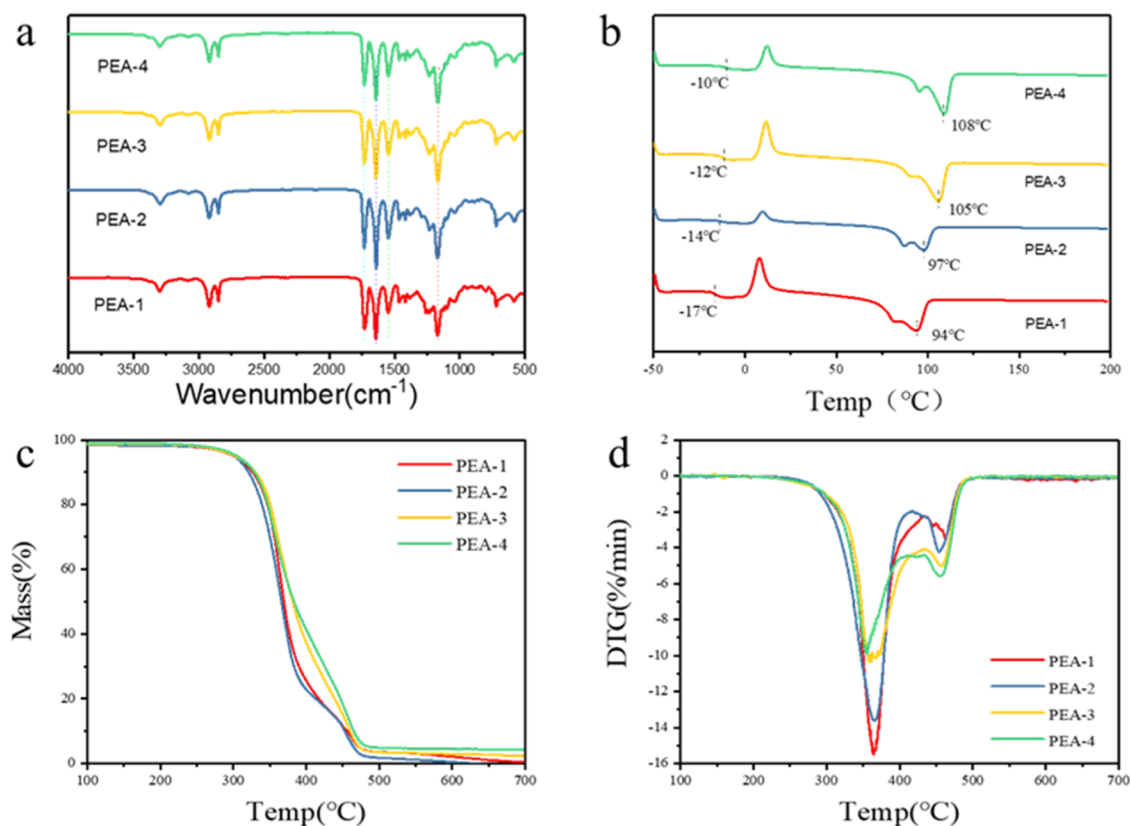 a
PEA-4
PEA-3
PEA-2
PEA-1
4000 3500 3000 2500 2000 1500 1000 500
Wavenumber(cm-1)
b
-10℃
108℃
PEA-4
-12℃
105℃
PEA-3
-14℃
97℃
PEA-2
-17℃
94℃
PEA-1
-50 0 50 100 150 200
Temp（℃）
c
100
80
60
40
20
0
Mass(%)
PEA-1
PEA-2
PEA-3
PEA-4
100 200 300 400 500 600 700
Temp(℃)
d
2
0
-2
-4
-6
-8
-10
-12
-14
-16
DTG(%/min)
PEA-1
PEA-2
PEA-3
PEA-4
100 200 300 400 500 600 700
Temp(℃)